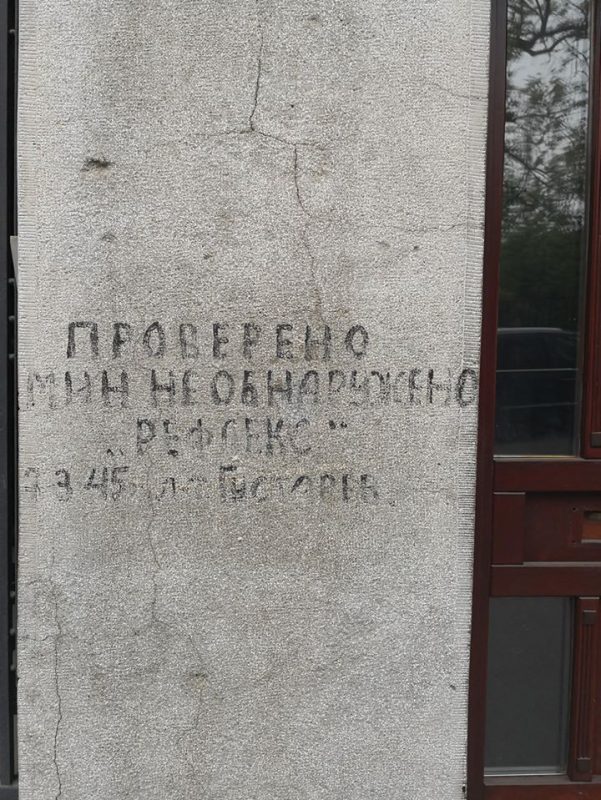 ПРОВЕРЕНО
МИН НЕ ОБНАРУЖЕНО
„РЕФЛЕКС"
3 45